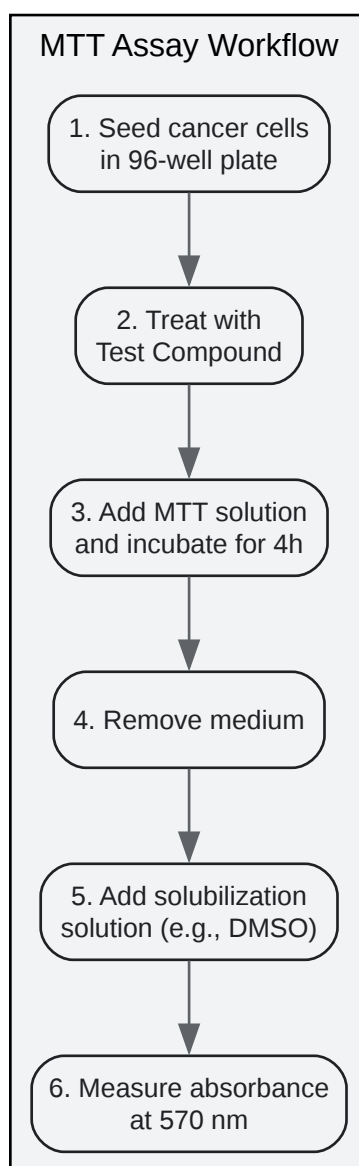 MTT Assay Workflow
1. Seed cancer cells
in 96-well plate
2. Treat with
Test Compound
3. Add MTT solution
and incubate for 4h
4. Remove medium
5. Add solubilization
solution (e.g., DMSO)
6. Measure absorbance
at 570 nm